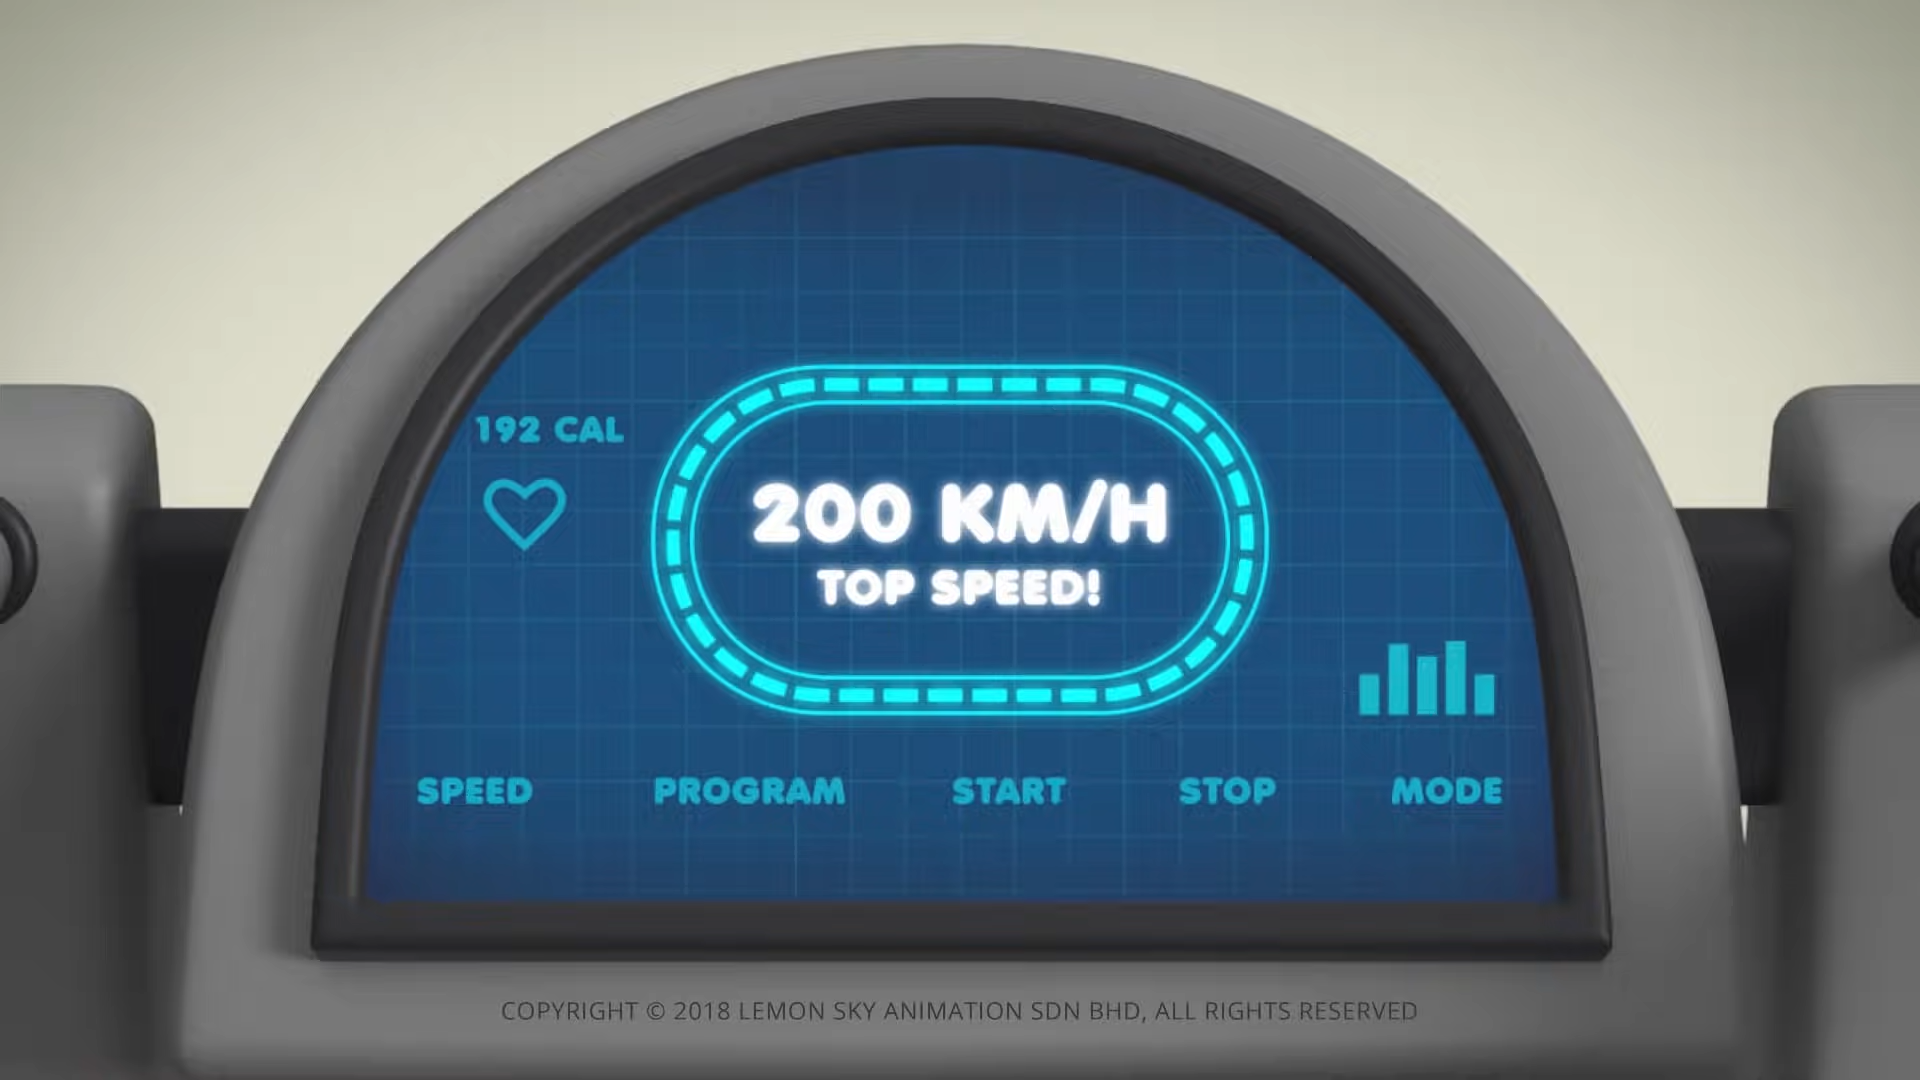 192 CAL
200 KM/H
TOP SPEED!
SPEED
PROGRAM
START
STOP
MODE
COPYRIGHT © 2018 LEMON SKY ANIMATION SDN BHD, ALL RIGHTS RESERVED